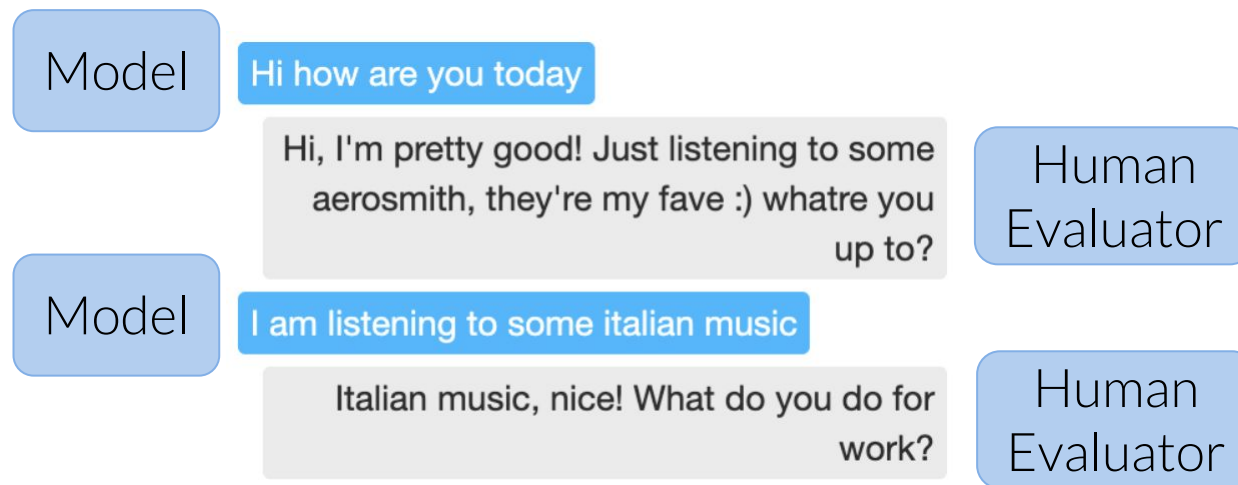 Model
Hi how are you today
Hi, I'm pretty good! Just listening to some
aerosmith, they're my fave :) whatre you
up to?
Human
Evaluator
Model
I am listening to some italian music
Italian music, nice! What do you do for
work?
Human
Evaluator